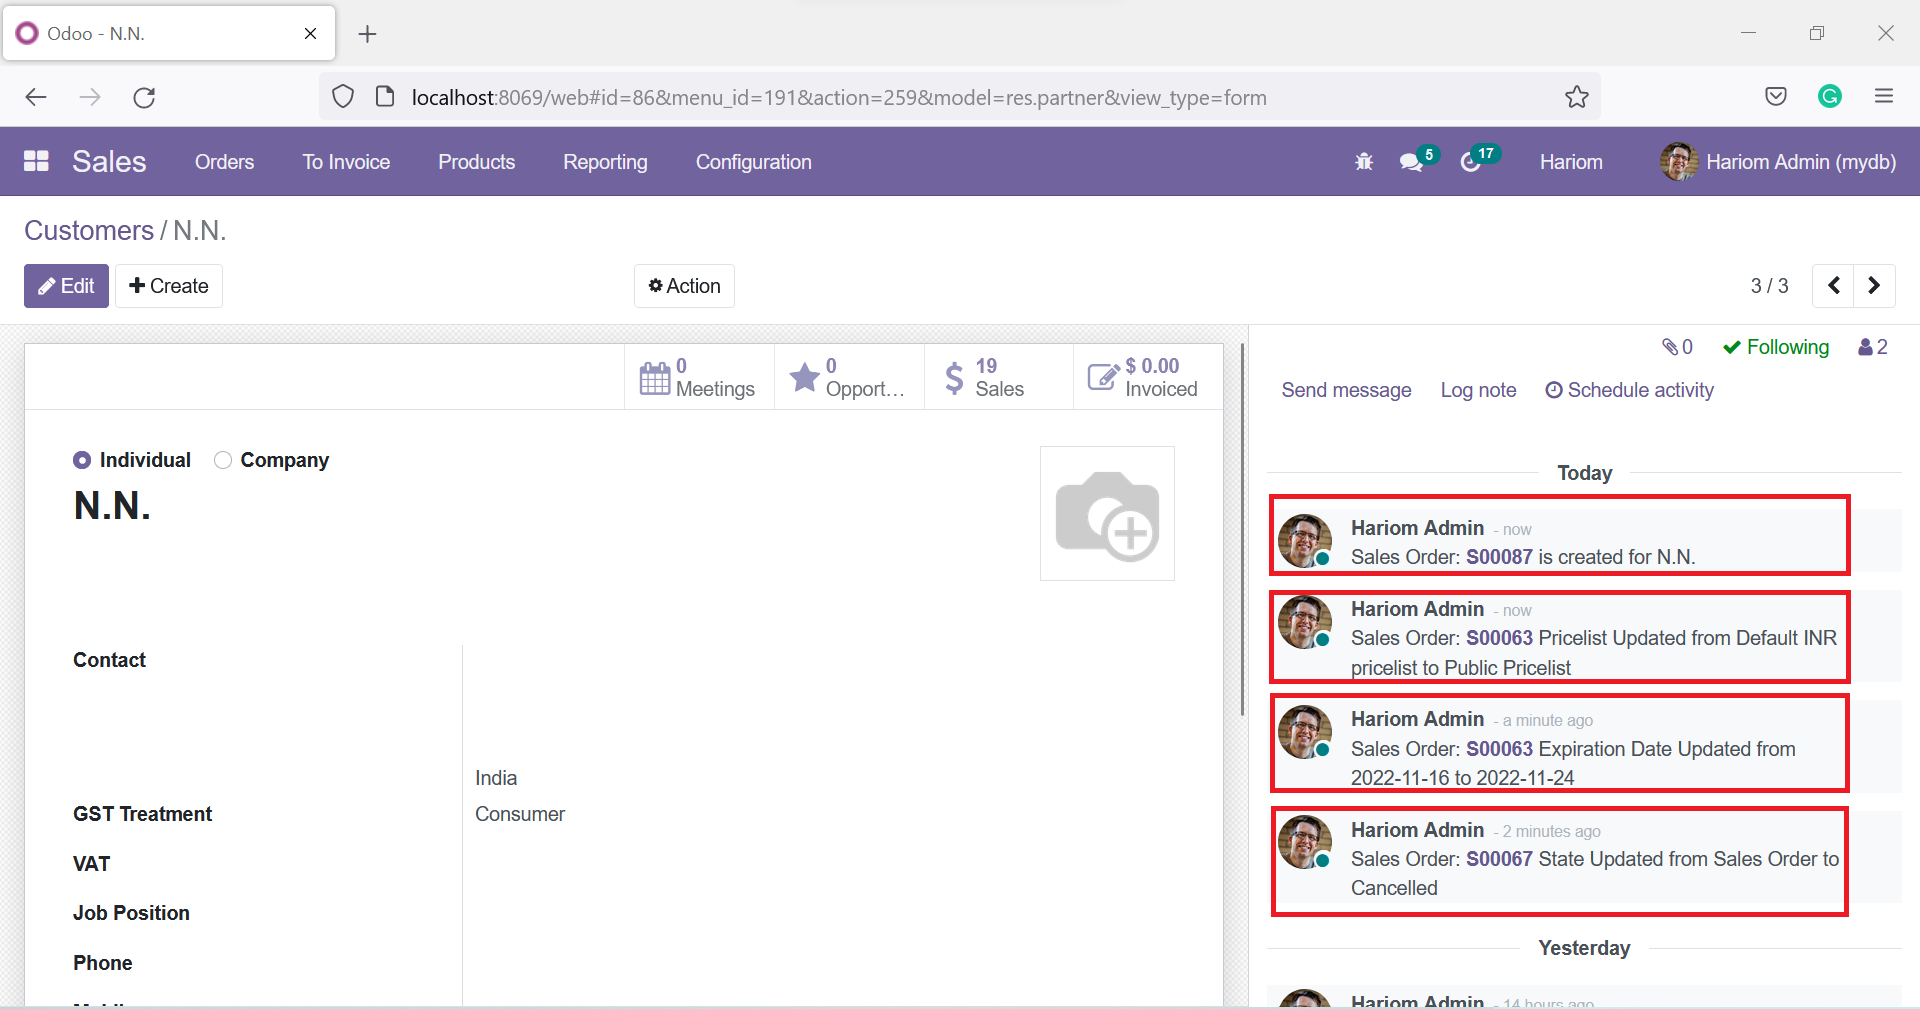 Odoo - N.N.
localhost:8069/web#id=86&menu_id=191&action=259&model=res.partner&view_type=form
Sales Orders To Invoice Products Reporting Configuration 5 17 Hariom Hariom Admin (mydb)
Customers / N.N.
Edit Create Action 3 / 3
0 Meetings
0 Opport...
19 Sales
$ 0.00 Invoiced
Individual Company
N.N.
Contact
India
GST Treatment Consumer
VAT
Job Position
Phone
0 Following 2
Send message Log note Schedule activity
Today
Hariom Admin - now
Sales Order: S00087 is created for N.N.
Hariom Admin - now
Sales Order: S00063 Pricelist Updated from Default INR
pricelist to Public Pricelist
Hariom Admin - a minute ago
Sales Order: S00063 Expiration Date Updated from
2022-11-16 to 2022-11-24
Hariom Admin - 2 minutes ago
Sales Order: S00067 State Updated from Sales Order to
Cancelled
Yesterday
Hariom Admin - 14 hours ago